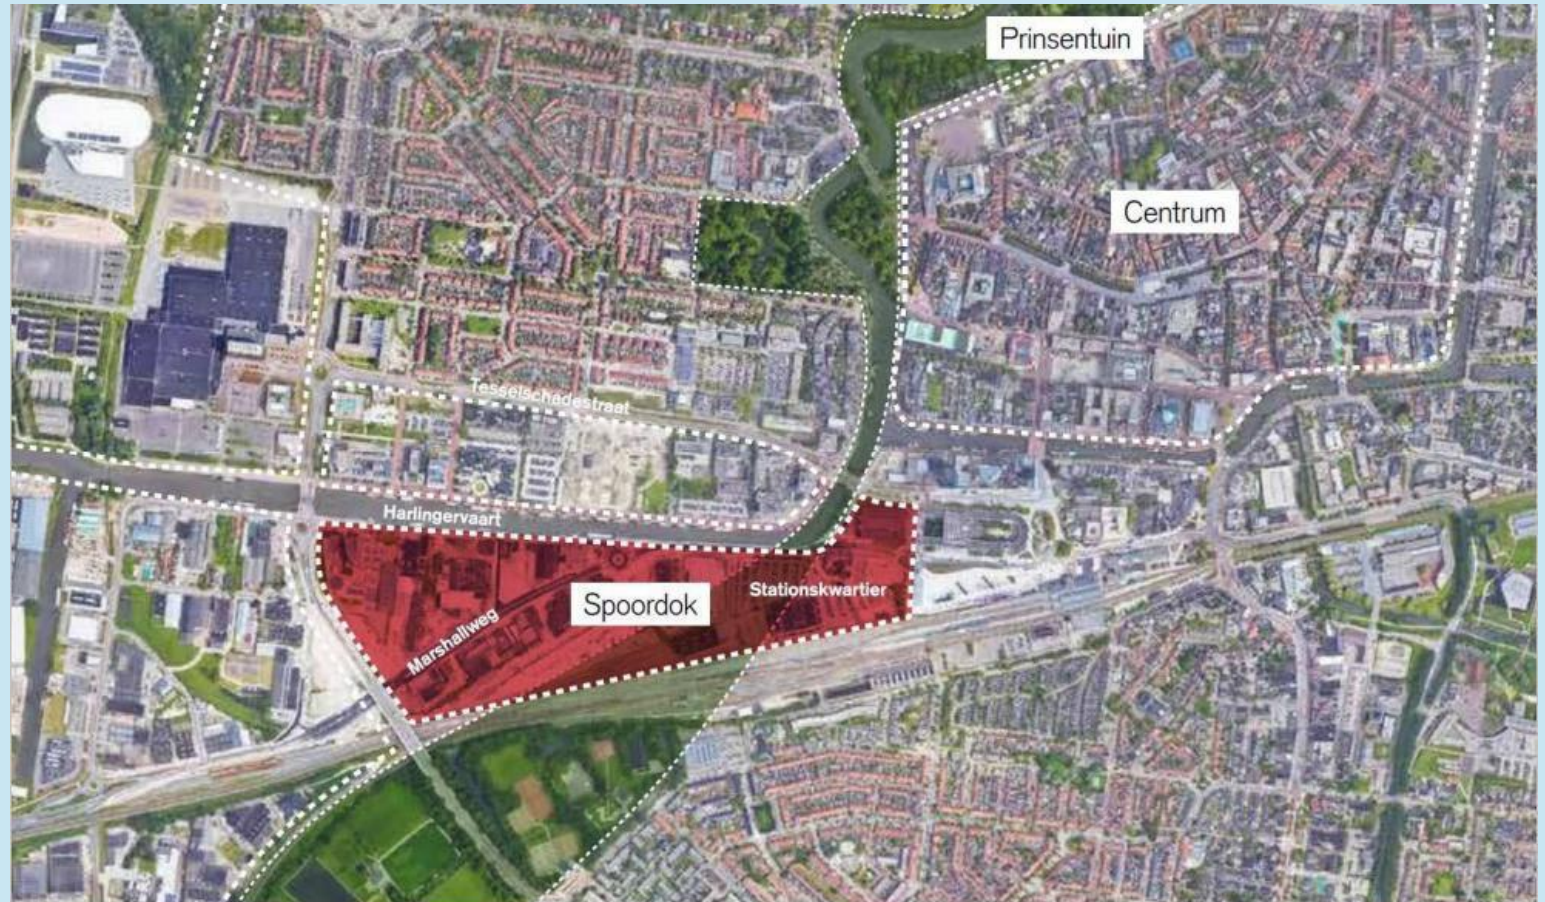 Prinsentuin
Centrum
Tesselschadestraat
Harlingervaart
Spoordok
Stationskwartier
Marshallweg